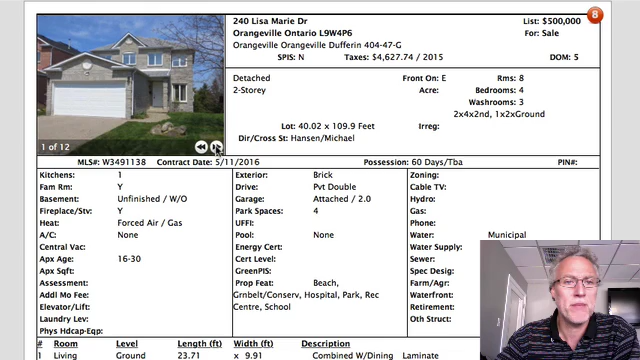 240 Lisa Marie Dr List: $500,000
Orangeville Ontario L9W4P6 For: Sale
Orangeville Orangeville Dufferin 404-47-G
SPIS: N Taxes: $4,627.74 / 2015 DOM: 5
8
Detached Front On: E Rms: 8
2-Storey Acre: Bedrooms: 4
Washrooms: 3
2x4x2nd, 1x2xGround
Lot: 40.02 x 109.9 Feet Irreg:
Dir/Cross St: Hansen/Michael
1 of 12
MLS#: W3491138 Contract Date: 5/11/2016 Possession: 60 Days/Tba PIN#:
Kitchens: 1 Exterior: Brick Zoning:
Fam Rm: Y Drive: Pvt Double Cable TV:
Basement: Unfinished / W/O Garage: Attached / 2.0 Hydro:
Fireplace/Stv: Y Park Spaces: 4 Gas:
Heat: Forced Air / Gas UFFI: Phone:
A/C: None Pool: None Water: Municipal
Central Vac: Energy Cert: Water Supply:
Apx Age: 16-30 Cert Level: Sewer:
Apx Sqft: GreenPIS: Spec Desig:
Assessment: Prop Feat: Beach, Farm/Agr:
Addl Mo Fee: Grnbelt/Conserv, Hospital, Park, Rec Waterfront:
Elevator/Lift: Centre, School Retirement:
Laundry Lev: Oth Struct:
Phys Hdcap-Eqp:
# Room Level Length (ft) Width (ft) Description
1 Living Ground 23.71 x 9.91 Combined W/Dining Laminate